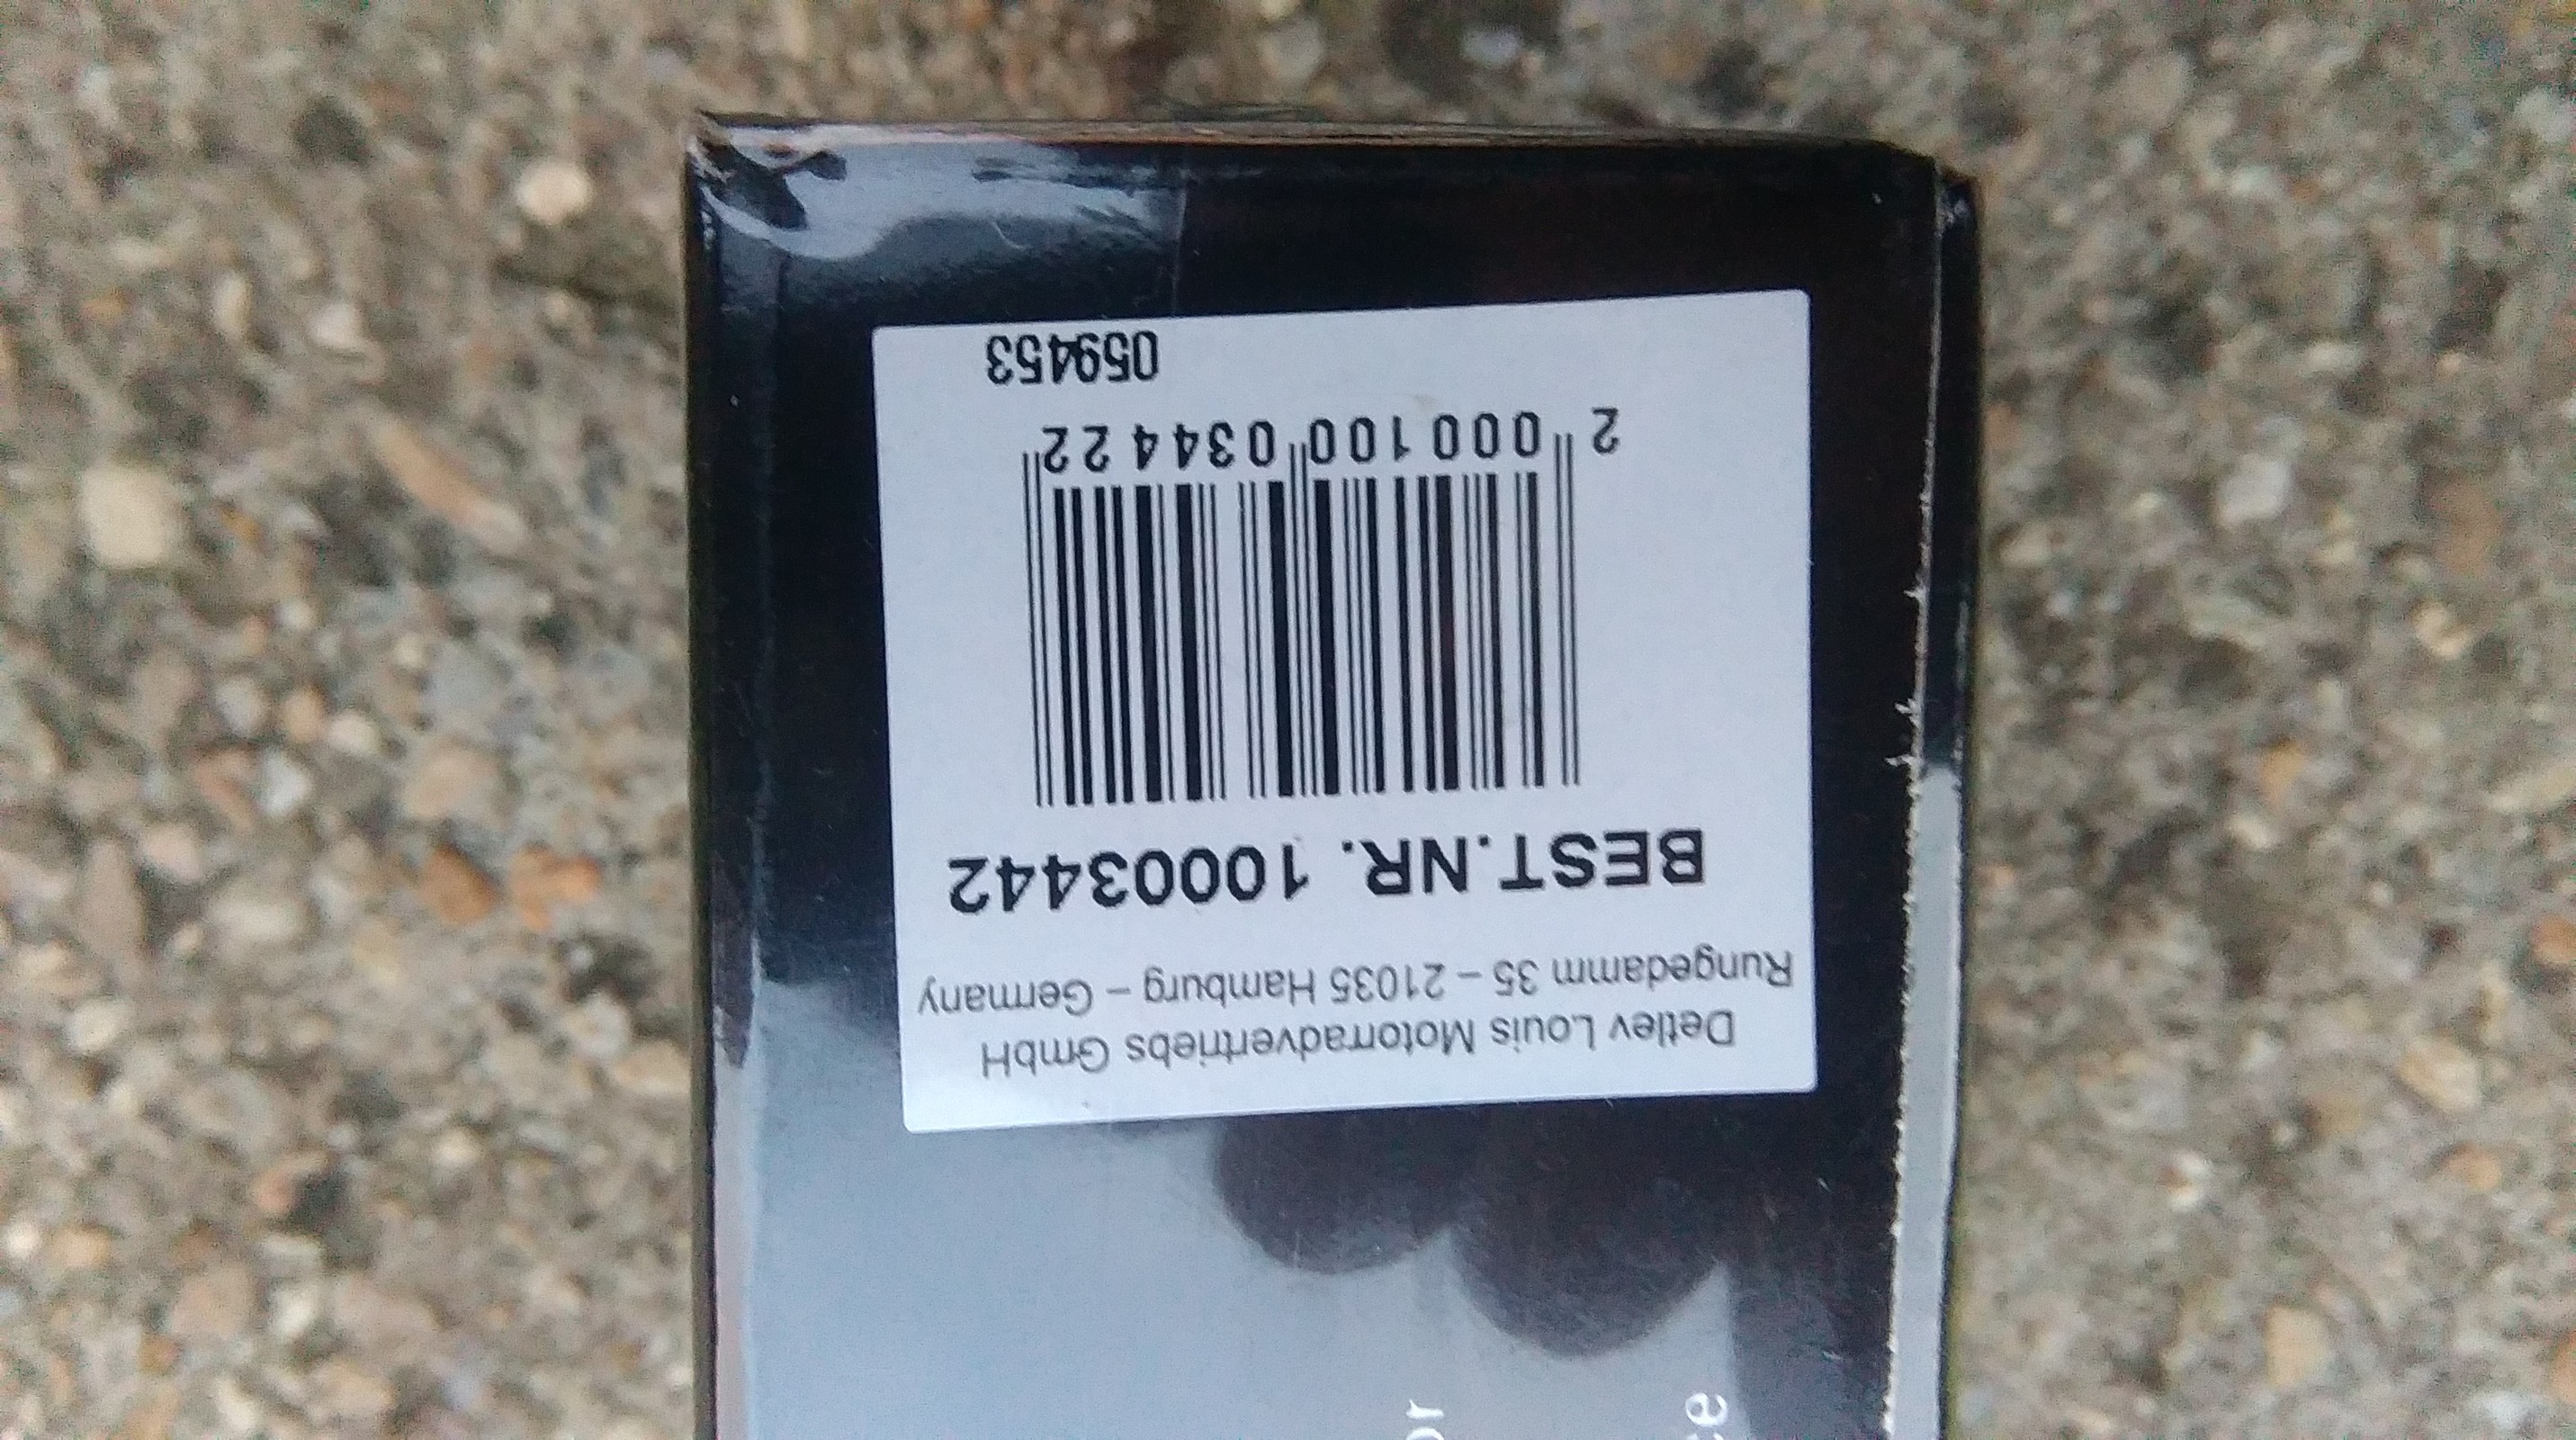 Detlev Louis Motorradvertriebs GmbH
Rungedamm 35 – 21035 Hamburg – Germany
BEST.NR. 10003442
2 000100 034422
059453